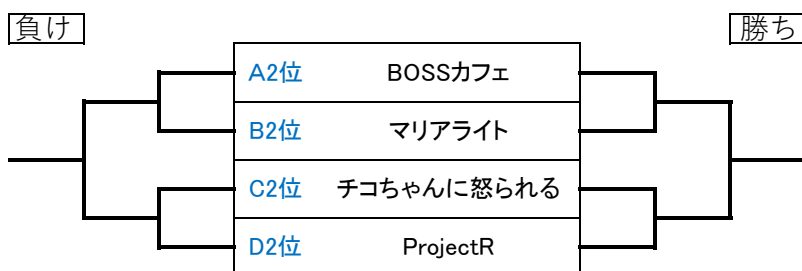 負け
勝ち
A2位 BOSSカフェ
B2位 マリアライト
C2位 チコちゃんに怒られる
D2位 ProjectR